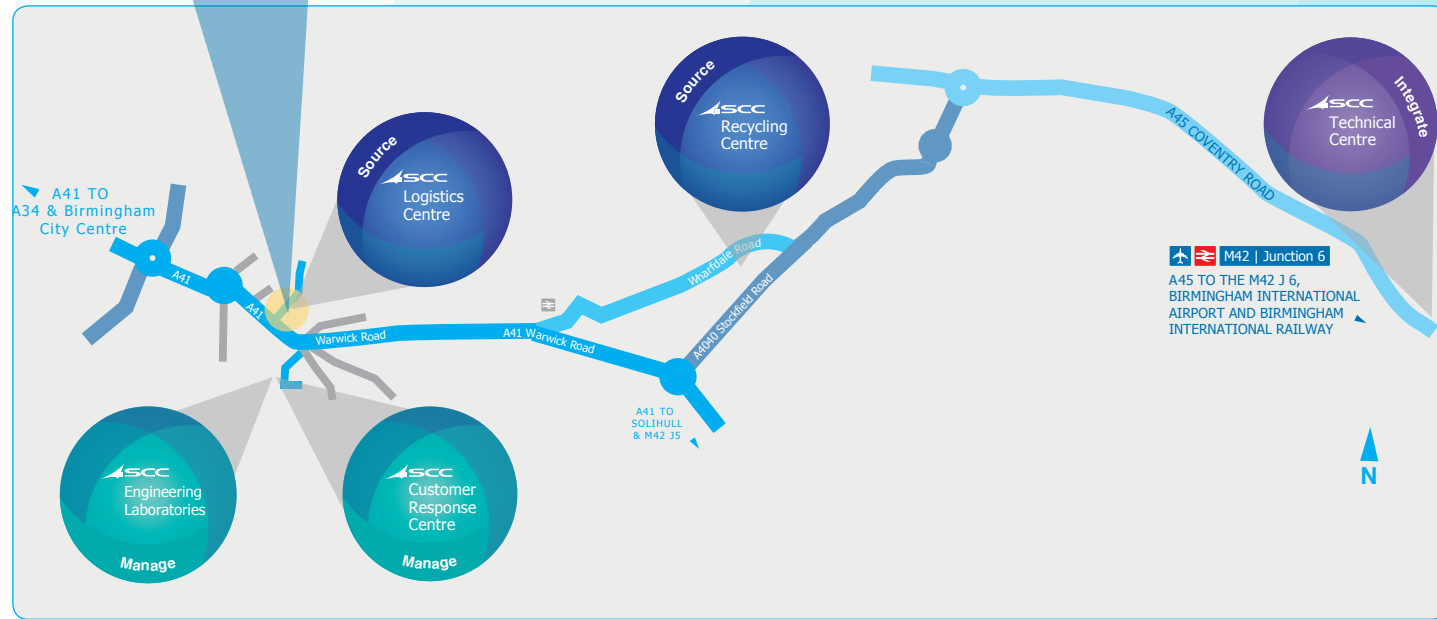 Source
SCC
Logistics
Centre
Source
SCC
Recycling
Centre
Integrate
SCC
Technical
Centre
A41 TO
A34 & Birmingham
City Centre
A41
A41
Warwick Road
A41 Warwick Road
Wharfdale Road
A4040 Stockfield Road
A45 COVENTRY ROAD
M42 | Junction 6
A45 TO THE M42 J 6,
BIRMINGHAM INTERNATIONAL
AIRPORT AND BIRMINGHAM
INTERNATIONAL RAILWAY
A41 TO
SOLIHULL
& M42 J5
N
SCC
Engineering
Laboratories
Manage
SCC
Customer
Response
Centre
Manage